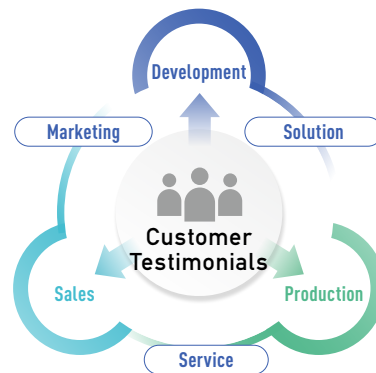 Development
Marketing
Solution
Customer
Testimonials
Sales
Production
Service